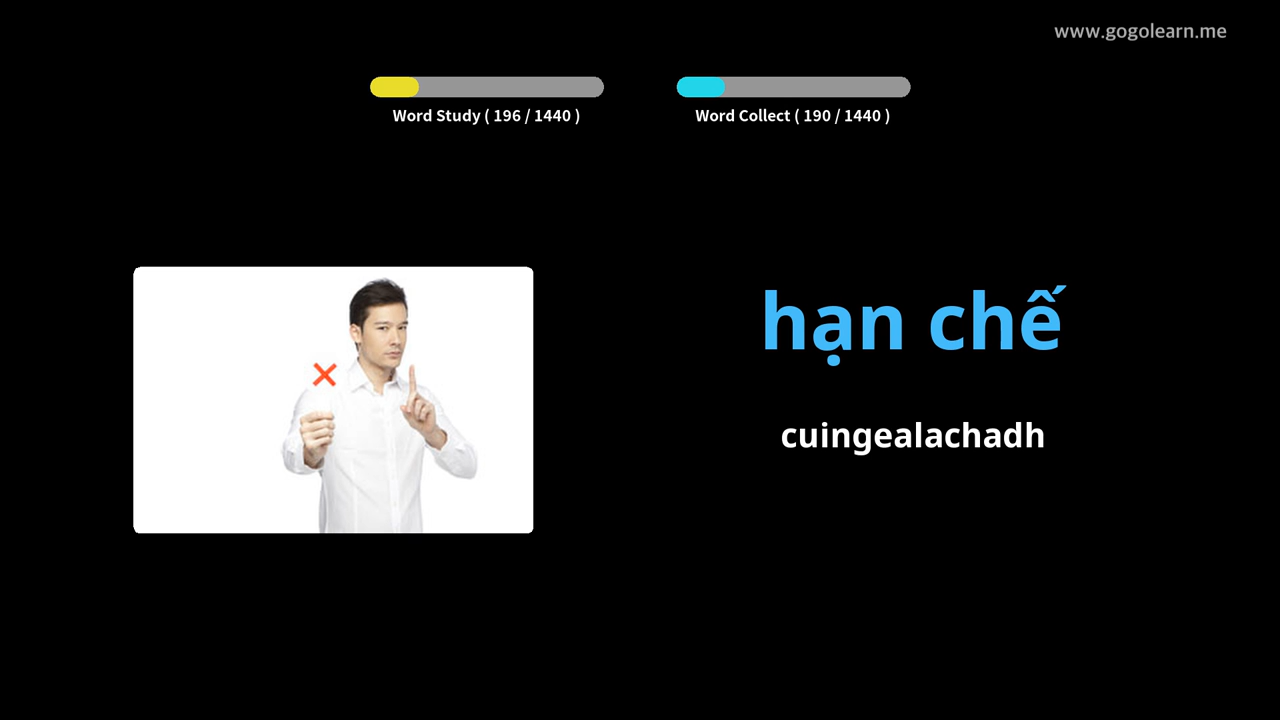 www.gogolearn.me
Word Study ( 196 / 1440 )
Word Collect ( 190 / 1440 )
hạn chế
cuingealachadh